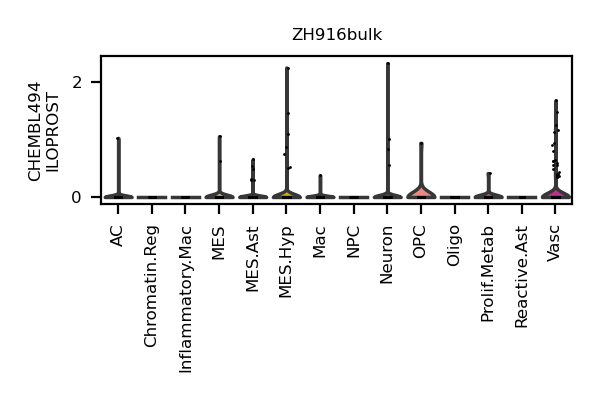 ZH916bulk
CHEMBL494
ILOPROST
2
0
AC
Chromatin.Reg
Inflammatory.Mac
MES
MES.Ast
MES.Hyp
Mac
NPC
Neuron
OPC
Oligo
Prolif.Metab
Reactive.Ast
Vasc